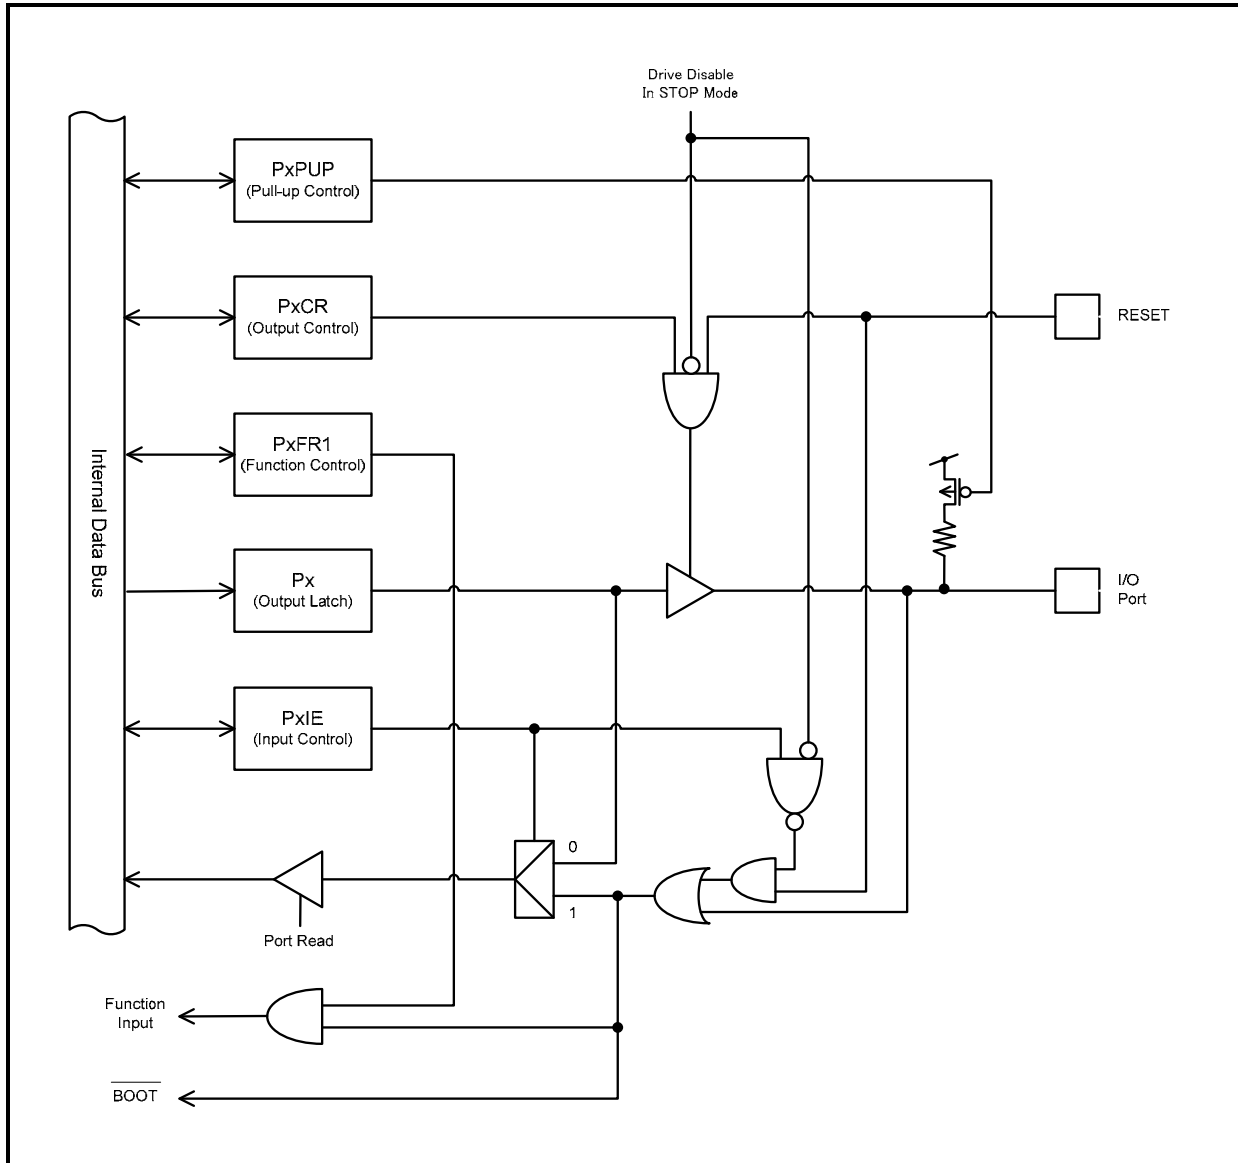 Drive Disable
In STOP Mode
PxPUP
(Pull-up Control)
PxCR
(Output Control)
RESET
PxFR1
(Function Control)
Internal Data Bus
Px
(Output Latch)
I/O
Port
PxIE
(Input Control)
0
1
Port Read
Function
Input
BOOT